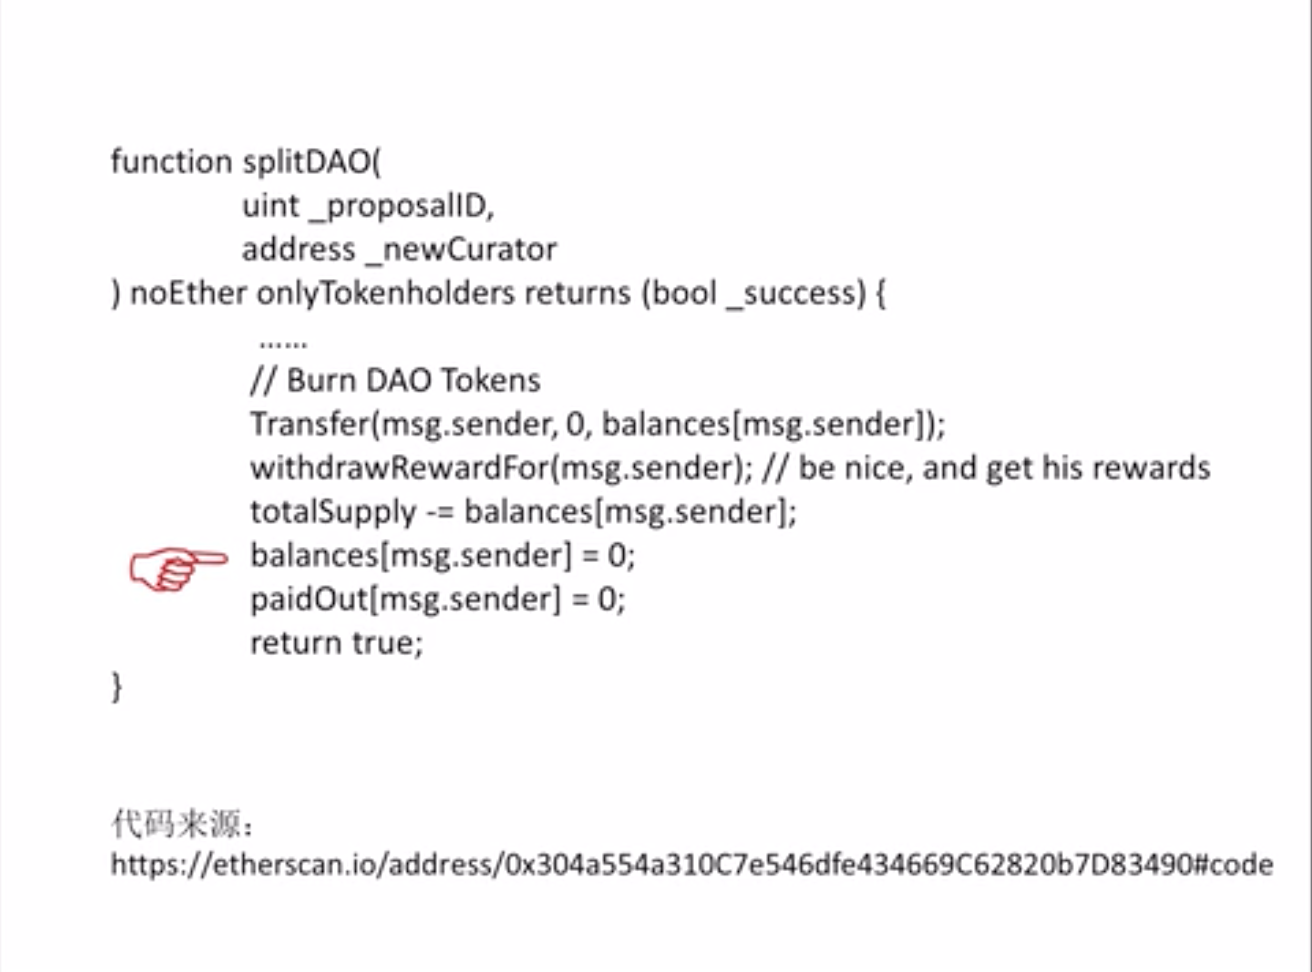 function splitDAO(
uint _proposalID,
address _newCurator
) noEther onlyTokenholders returns (bool _success) {
……
// Burn DAO Tokens
Transfer(msg.sender, 0, balances[msg.sender]);
withdrawRewardFor(msg.sender); // be nice, and get his rewards
totalSupply -= balances[msg.sender];
balances[msg.sender] = 0;
paidOut[msg.sender] = 0;
return true;
}
代码来源：
https://etherscan.io/address/0x304a554a310C7e546dfe434669C62820b7D83490#code